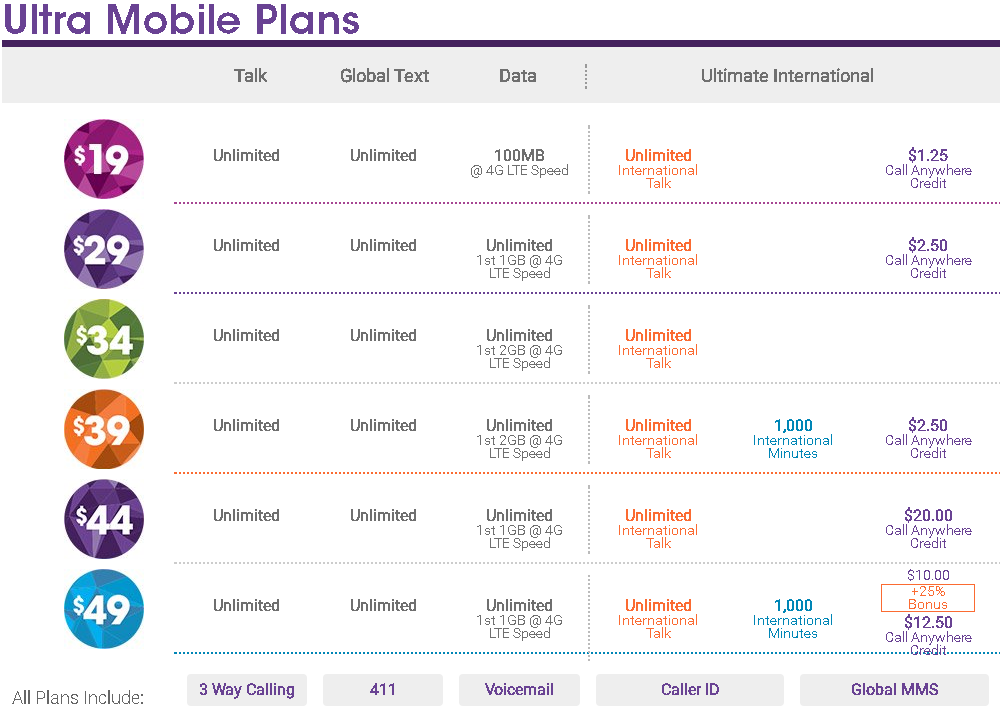 Ultra Mobile Plans
Talk Global Text Data Ultimate International
$19 Unlimited Unlimited 100MB Unlimited $1.25
@ 4G LTE Speed International Call Anywhere
Talk Credit
$29 Unlimited Unlimited Unlimited Unlimited $2.50
1st 1GB @ 4G International Call Anywhere
LTE Speed Talk Credit
$34 Unlimited Unlimited Unlimited Unlimited
1st 2GB @ 4G International
LTE Speed Talk
$39 Unlimited Unlimited Unlimited Unlimited 1,000 $2.50
1st 2GB @ 4G International International Call Anywhere
LTE Speed Talk Minutes Credit
$44 Unlimited Unlimited Unlimited Unlimited $20.00
1st 1GB @ 4G International Call Anywhere
LTE Speed Talk Credit
$10.00
+25%
$49 Unlimited Unlimited Unlimited Unlimited 1,000 Bonus
1st 1GB @ 4G International International $12.50
LTE Speed Talk Minutes Call Anywhere
Credit
All Plans Include: 3 Way Calling 411 Voicemail Caller ID Global MMS